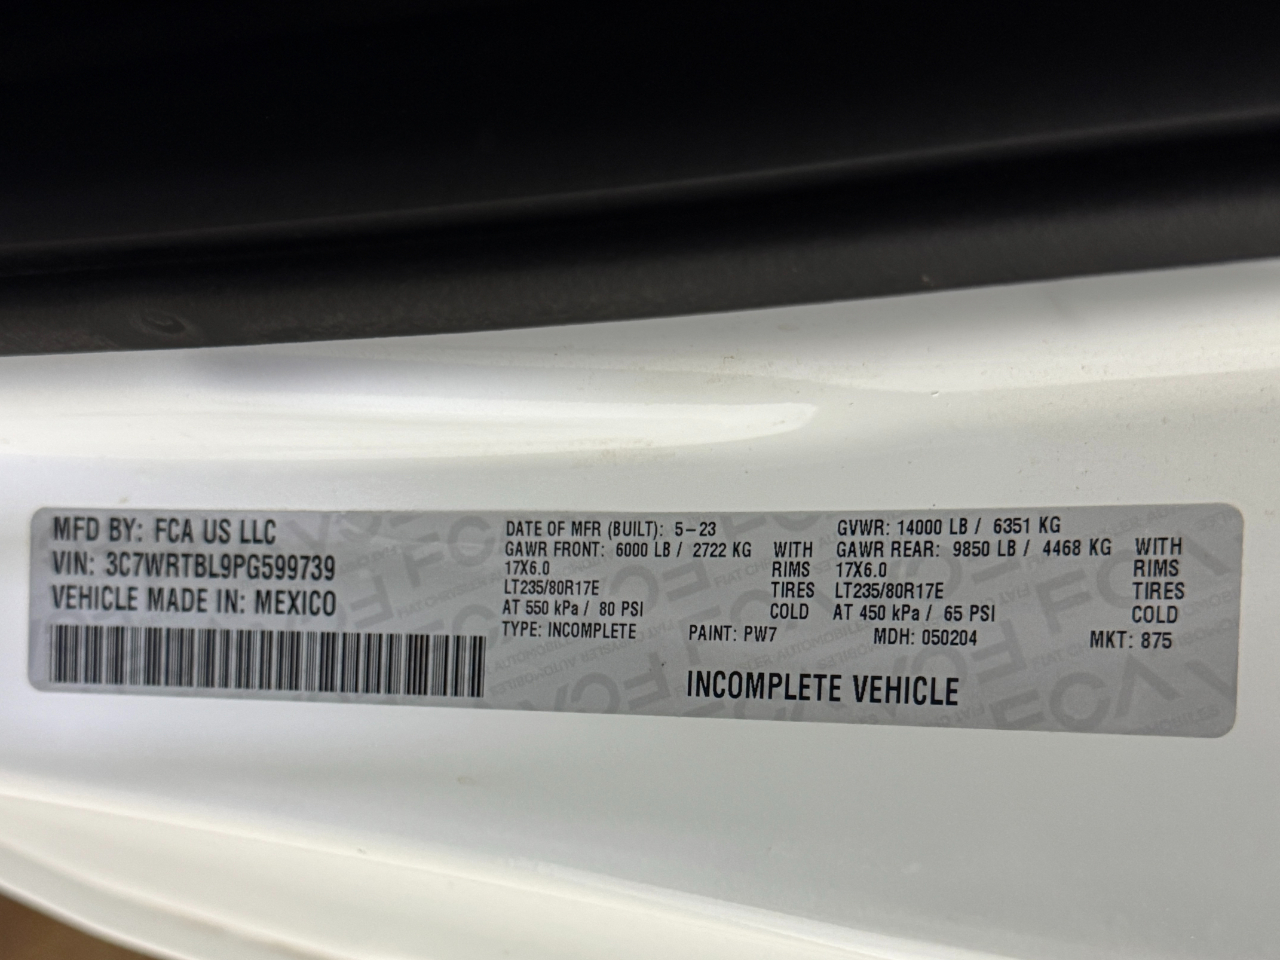 MFD BY: FCA US LLC
VIN: 3C7WRTBL9PG599739
VEHICLE MADE IN: MEXICO
DATE OF MFR (BUILT): 5-23
GVWR: 14000 LB / 6351 KG
GAWR FRONT: 6000 LB / 2722 KG WITH
17X6.0 RIMS
LT235/80R17E TIRES
AT 550 kPa / 80 PSI COLD
GAWR REAR: 9850 LB / 4468 KG WITH
17X6.0 RIMS
LT235/80R17E TIRES
AT 450 kPa / 65 PSI COLD
TYPE: INCOMPLETE PAINT: PW7 MDH: 050204 MKT: 875
INCOMPLETE VEHICLE